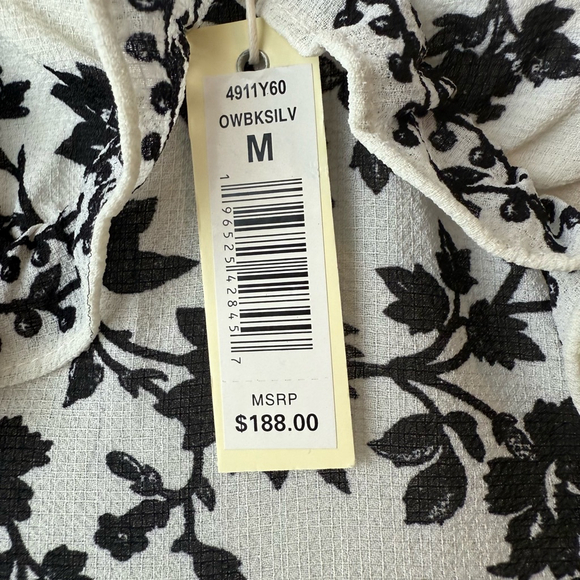 4911Y60
OWBKSILV
M
1 96525 42845 7
MSRP
$188.00